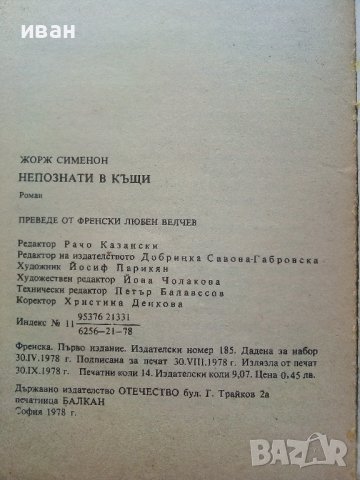 иван
ЖОРЖ СИМЕНОН
НЕПОЗНАТИ В КЪЩИ
Роман
ПРЕВЕДЕ ОТ ФРЕНСКИ ЛЮБЕН ВЕЛЧЕВ
Редактор Рачо Казански
Редактор на издателството Добринка Савова-Габровска
Художник Йосиф Парикян
Художествен редактор Йова Чолакова
Технически редактор Петър Балавесов
Коректор Христина Денкова
95376 21331
Индекс № 11
6256—21—78
Френска. Първо издание. Издателски номер 185. Дадена за набор
30.IV.1978 г. Подписана за печат 30.VIII.1978 г. Излязла от печат
30.IX.1978 г. Печатни коли 14. Издателски коли 9,07. Цена 0,45 лв.
Държавно издателство ОТЕЧЕСТВО бул. Г. Трайков 2а
печатница БАЛКАН
София 1978 г.
bazar.bg